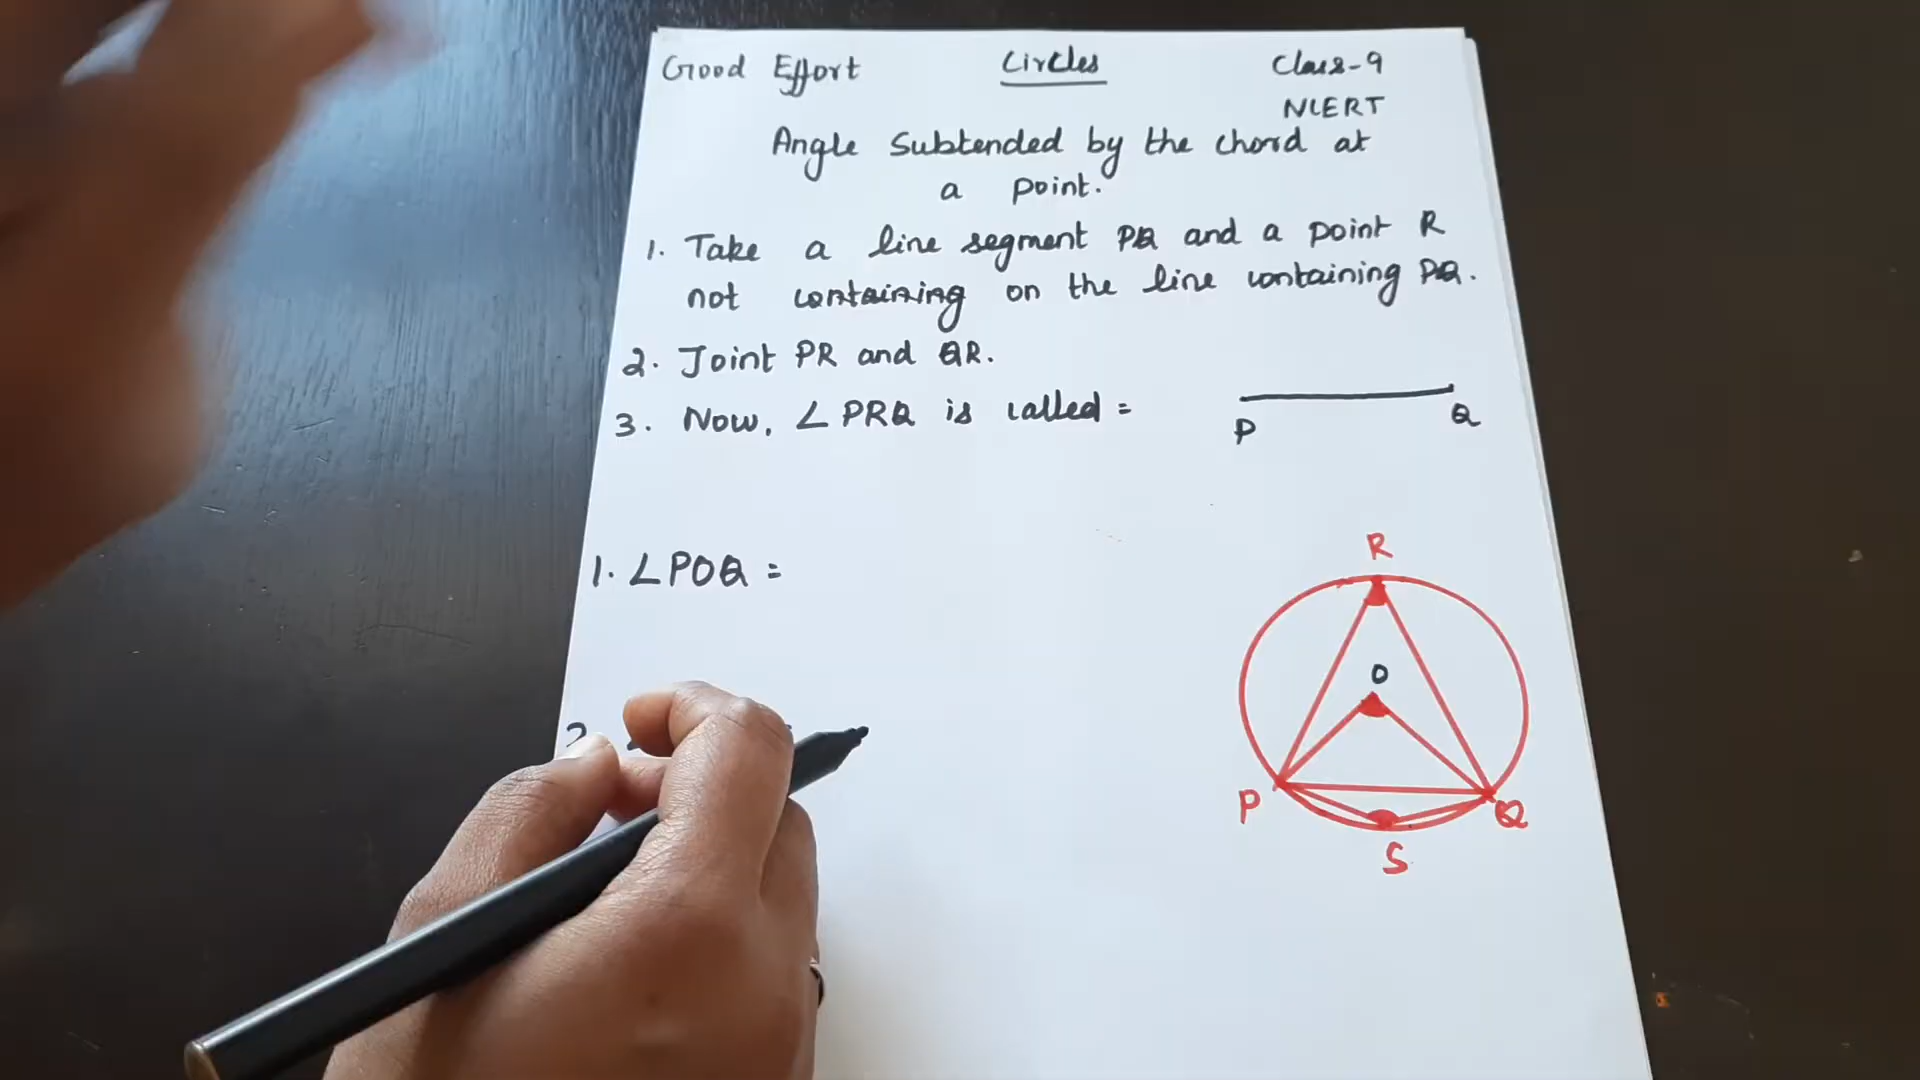 Good Effort Circles Class-9
NCERT
Angle Subtended by the chord at
a point.
1. Take a line segment PQ and a point R
not containing on the line containing PQ.
2. Joint PR and QR.
3. Now, ∠PRQ is called =
P Q
1. ∠POQ =
2.
R
O
P Q
S